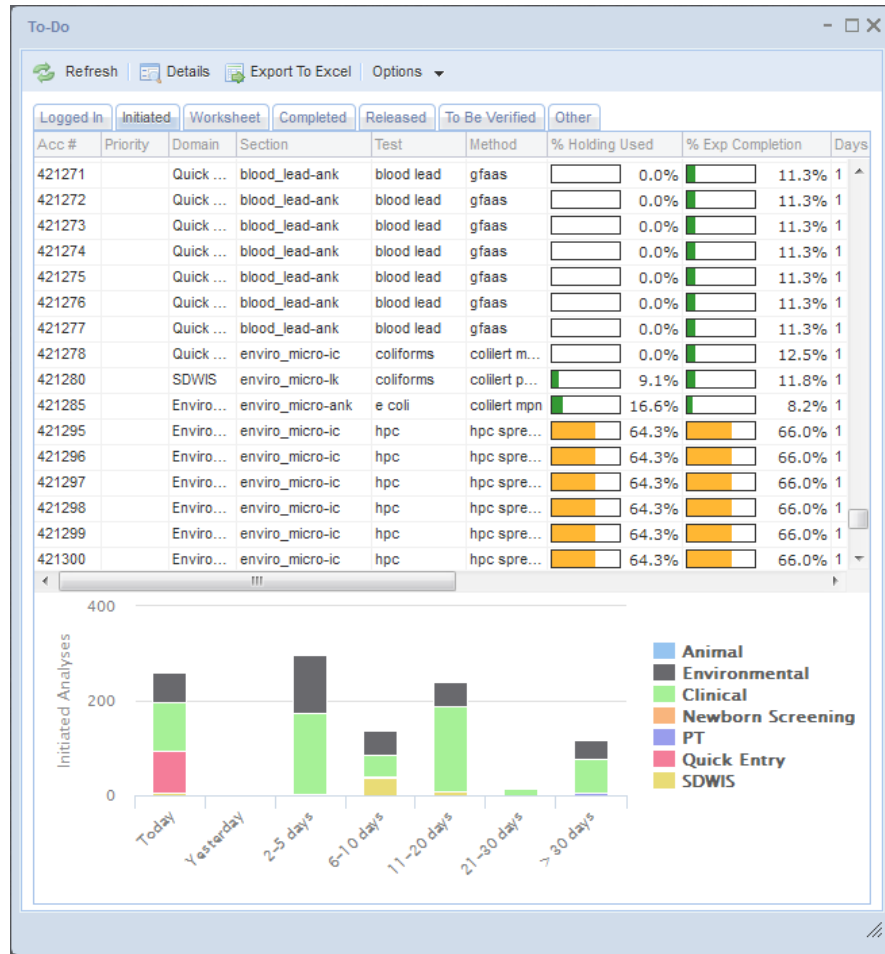 To-Do
Refresh Details Export To Excel Options
Logged In Initiated Worksheet Completed Released To Be Verified Other
Acc # Priority Domain Section Test Method % Holding Used % Exp Completion Days
421271 Quick ... blood_lead-ank blood lead gfaas 0.0% 11.3% 1
421272 Quick ... blood_lead-ank blood lead gfaas 0.0% 11.3% 1
421273 Quick ... blood_lead-ank blood lead gfaas 0.0% 11.3% 1
421274 Quick ... blood_lead-ank blood lead gfaas 0.0% 11.3% 1
421275 Quick ... blood_lead-ank blood lead gfaas 0.0% 11.3% 1
421276 Quick ... blood_lead-ank blood lead gfaas 0.0% 11.3% 1
421277 Quick ... blood_lead-ank blood lead gfaas 0.0% 11.3% 1
421278 Quick ... enviro_micro-ic coliforms colilert m... 0.0% 12.5% 1
421280 SDWIS enviro_micro-lk coliforms colilert p... 9.1% 11.8% 1
421285 Enviro... enviro_micro-ank e coli colilert mpn 16.6% 8.2% 1
421295 Enviro... enviro_micro-ic hpc hpc spre... 64.3% 66.0% 1
421296 Enviro... enviro_micro-ic hpc hpc spre... 64.3% 66.0% 1
421297 Enviro... enviro_micro-ic hpc hpc spre... 64.3% 66.0% 1
421298 Enviro... enviro_micro-ic hpc hpc spre... 64.3% 66.0% 1
421299 Enviro... enviro_micro-ic hpc hpc spre... 64.3% 66.0% 1
421300 Enviro... enviro_micro-ic hpc hpc spre... 64.3% 66.0% 1
400
200
0
Initiated Analyses
Today
Yesterday
2-5 days
6-10 days
11-20 days
21-30 days
> 30 days
Animal
Environmental
Clinical
Newborn Screening
PT
Quick Entry
SDWIS